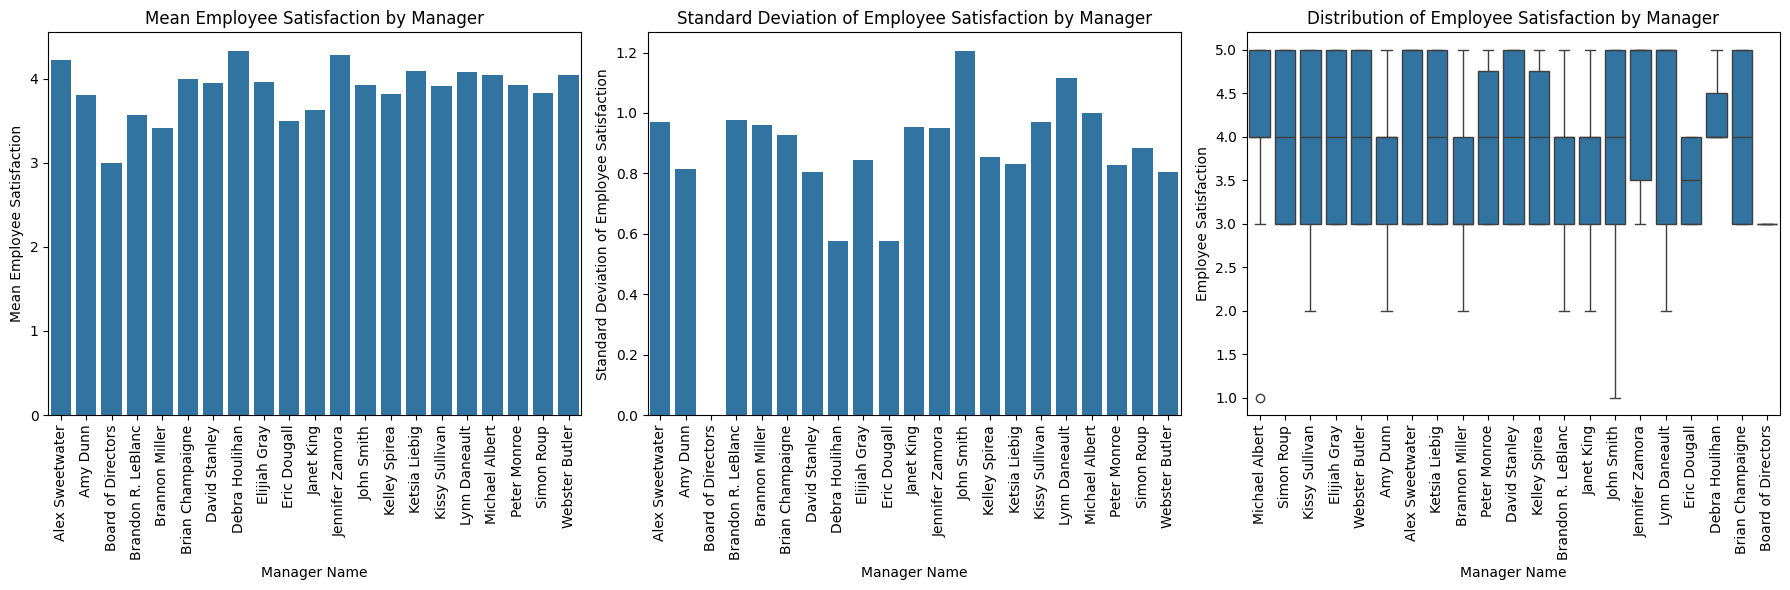 Mean Employee Satisfaction by Manager
Mean Employee Satisfaction
4
3
2
1
0
Alex Sweetwater
Amy Dunn
Board of Directors
Brandon R. LeBlanc
Brannon Miller
Brian Champaigne
David Stanley
Debra Houlihan
Elijiah Gray
Eric Dougall
Janet King
Jennifer Zamora
John Smith
Kelley Spirea
Ketsia Liebig
Kissy Sullivan
Lynn Daneault
Michael Albert
Peter Monroe
Simon Roup
Webster Butler
Manager Name
Standard Deviation of Employee Satisfaction by Manager
Standard Deviation of Employee Satisfaction
1.2
1.0
0.8
0.6
0.4
0.2
0.0
Alex Sweetwater
Amy Dunn
Board of Directors
Brandon R. LeBlanc
Brannon Miller
Brian Champaigne
David Stanley
Debra Houlihan
Elijiah Gray
Eric Dougall
Janet King
Jennifer Zamora
John Smith
Kelley Spirea
Ketsia Liebig
Kissy Sullivan
Lynn Daneault
Michael Albert
Peter Monroe
Simon Roup
Webster Butler
Manager Name
Distribution of Employee Satisfaction by Manager
Employee Satisfaction
5.0
4.5
4.0
3.5
3.0
2.5
2.0
1.5
1.0
Michael Albert
Simon Roup
Kissy Sullivan
Elijiah Gray
Webster Butler
Amy Dunn
Alex Sweetwater
Ketsia Liebig
Brannon Miller
Peter Monroe
David Stanley
Kelley Spirea
Brandon R. LeBlanc
Janet King
John Smith
Jennifer Zamora
Lynn Daneault
Eric Dougall
Debra Houlihan
Brian Champaigne
Board of Directors
Manager Name